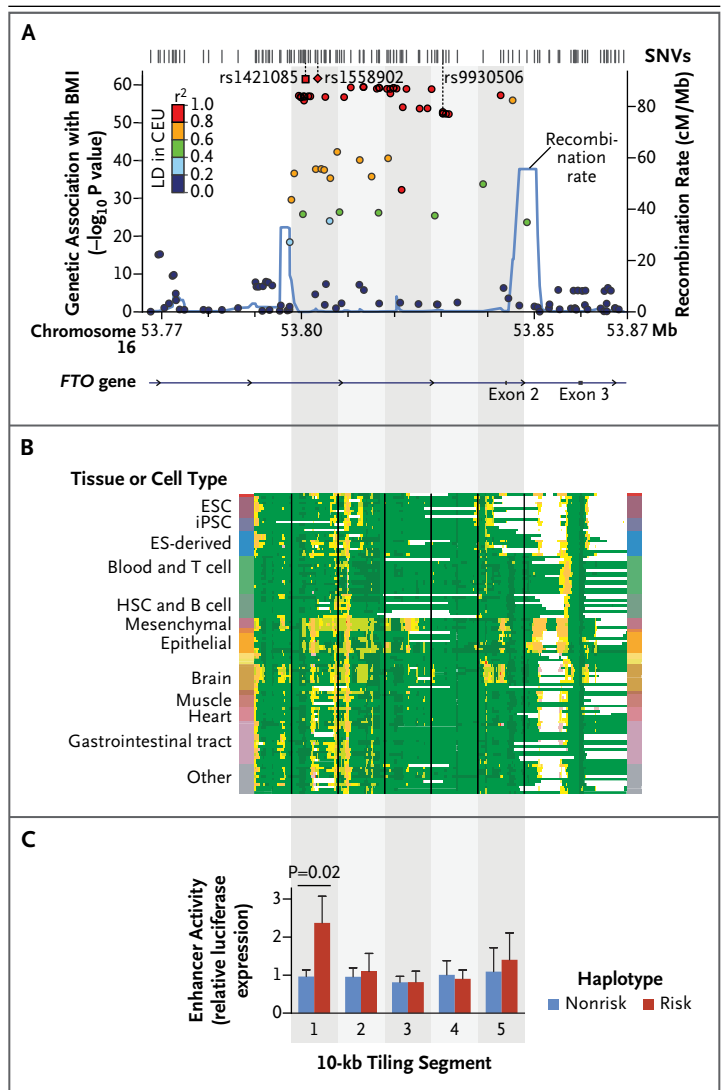 A
SNVs
rs1421085 rs1558902 rs9930506
Genetic Association with BMI
(−log10 P value)
60
50
40
30
20
10
0
LD in CEU
r2
1.0
0.8
0.6
0.4
0.2
0.0
Recombi-
nation
rate
80
60
40
20
0
Recombination Rate (cM/Mb)
Chromosome
16
53.77 53.80 53.85 53.87 Mb
FTO gene
Exon 2 Exon 3
B
Tissue or Cell Type
ESC
iPSC
ES-derived
Blood and T cell
HSC and B cell
Mesenchymal
Epithelial
Brain
Muscle
Heart
Gastrointestinal tract
Other
C
P=0.02
Enhancer Activity
(relative luciferase
expression)
3
2
1
0
1 2 3 4 5
10-kb Tiling Segment
Haplotype
Nonrisk Risk